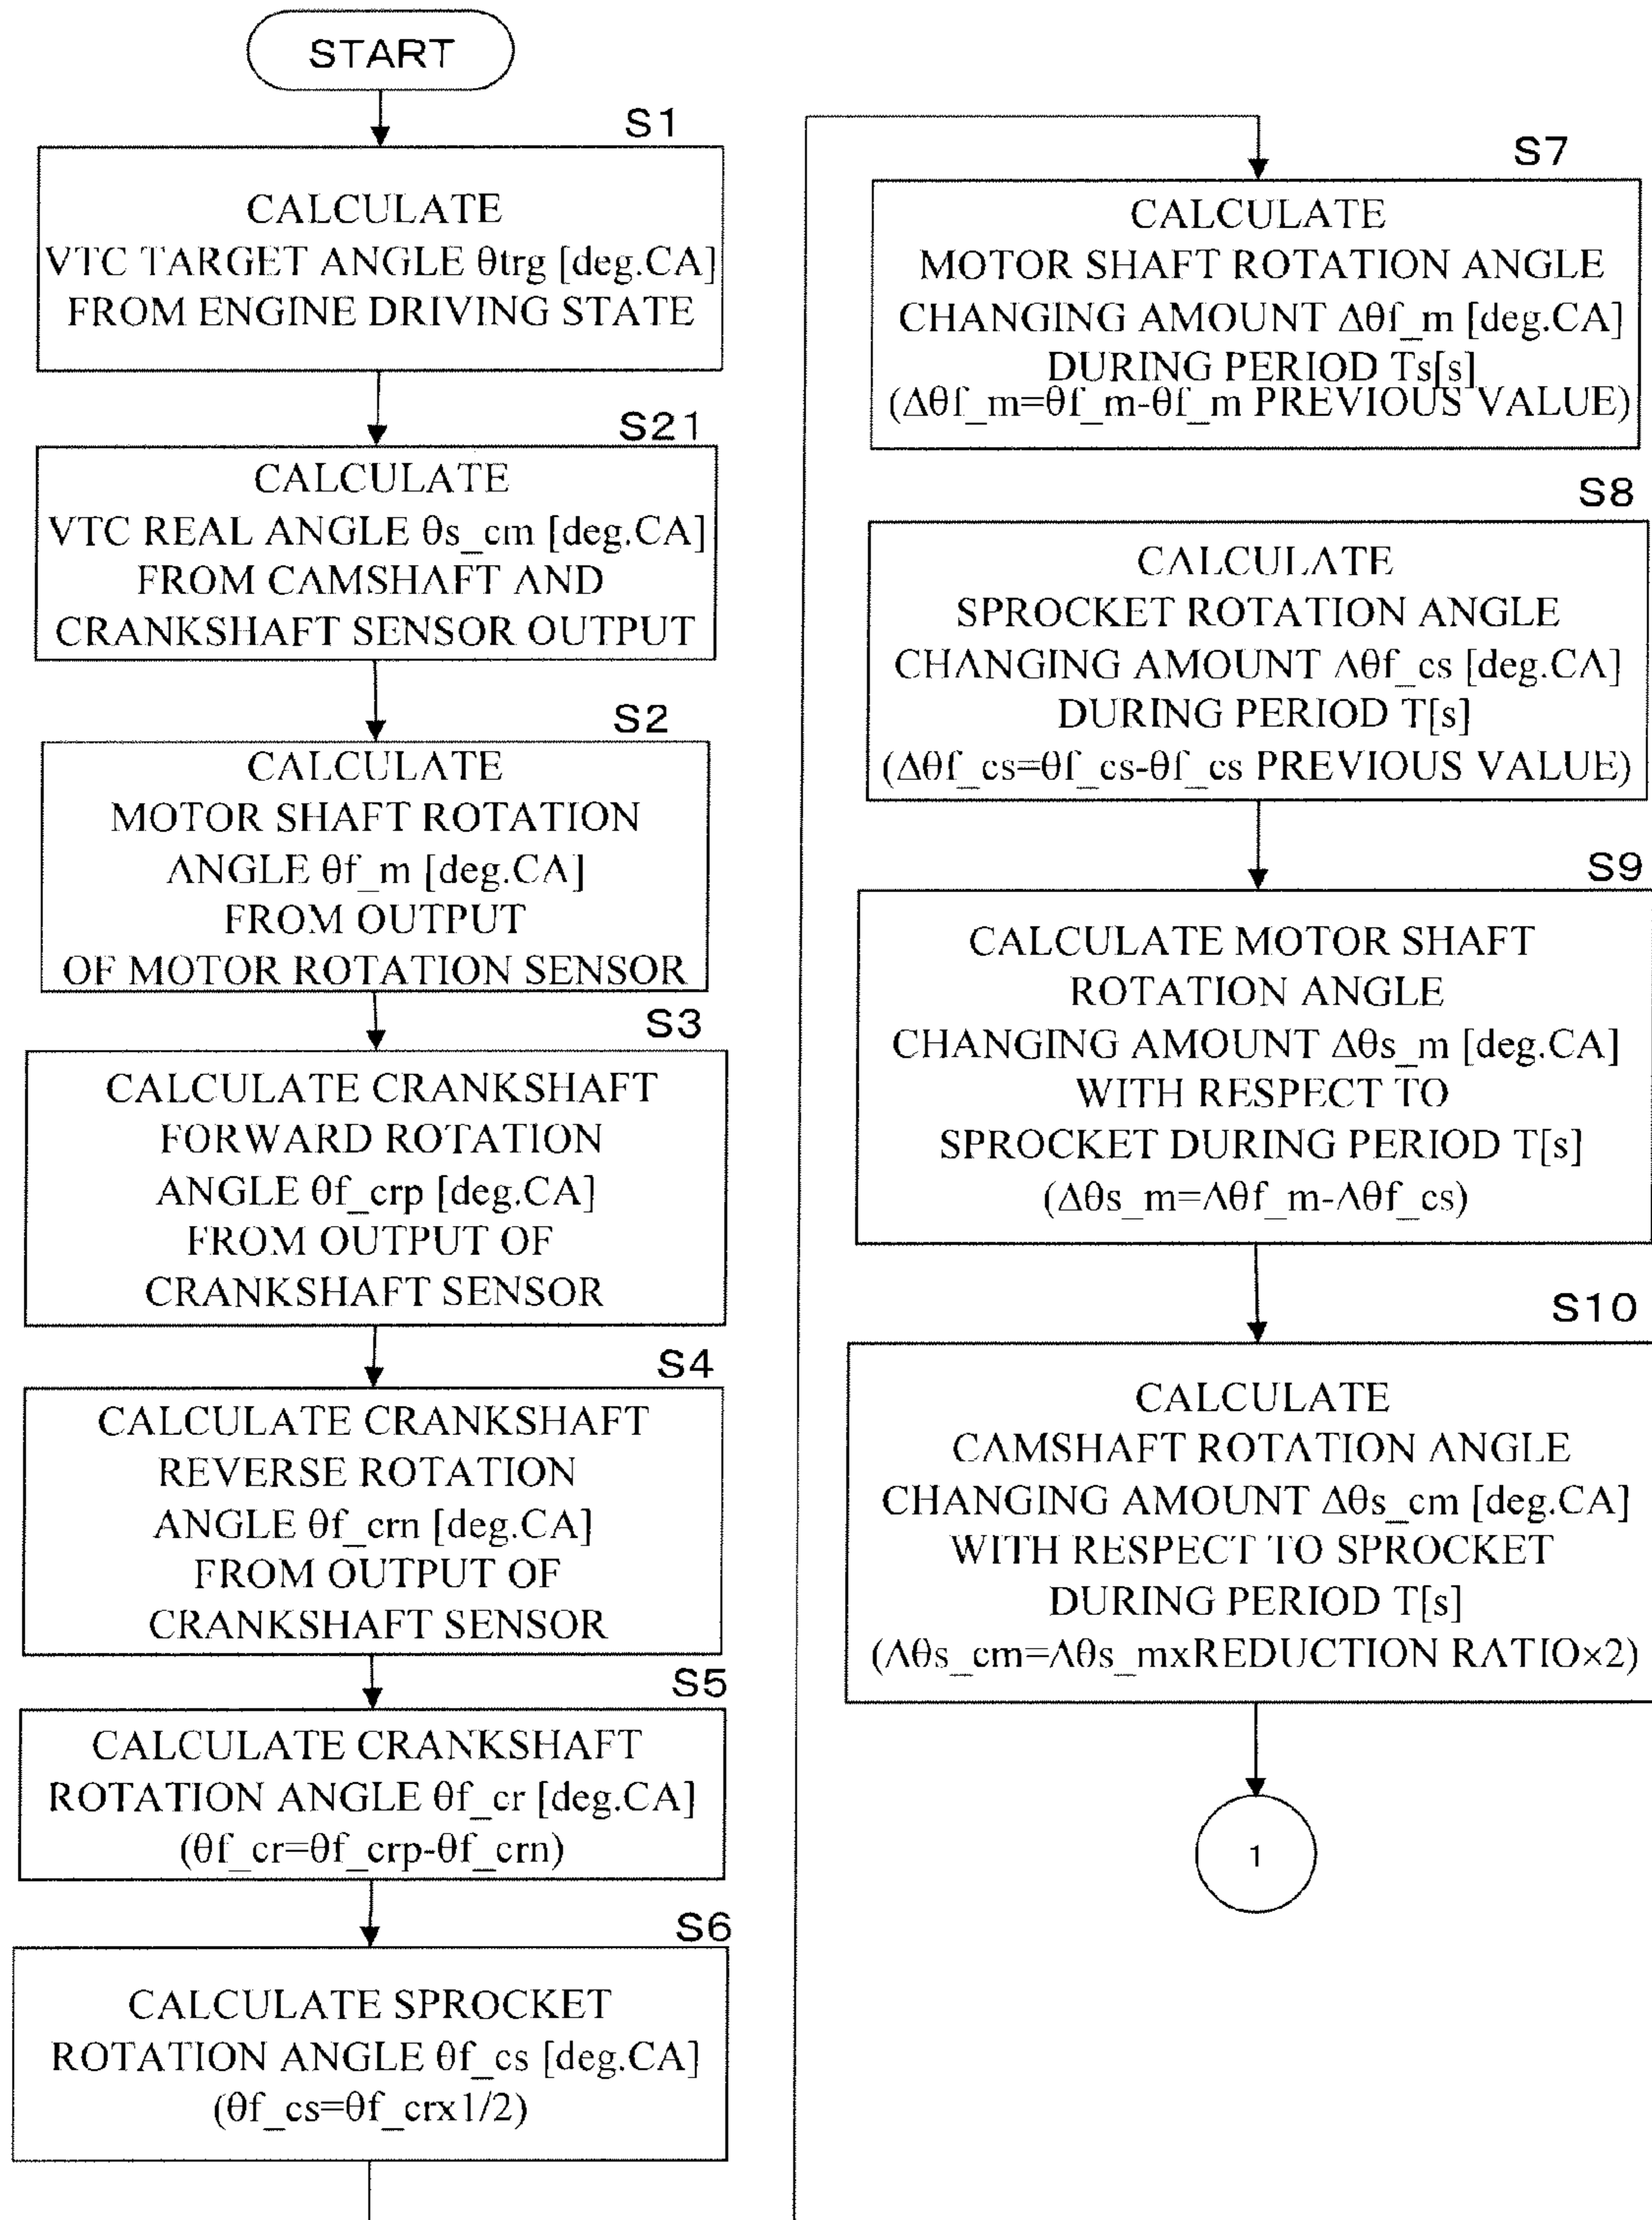 START
S1
CALCULATE
VTC TARGET ANGLE θtrg [deg.CA]
FROM ENGINE DRIVING STATE
S21
CALCULATE
VTC REAL ANGLE θs_cm [deg.CA]
FROM CAMSHAFT AND
CRANKSHAFT SENSOR OUTPUT
S2
CALCULATE
MOTOR SHAFT ROTATION
ANGLE θf_m [deg.CA]
FROM OUTPUT
OF MOTOR ROTATION SENSOR
S3
CALCULATE CRANKSHAFT
FORWARD ROTATION
ANGLE θf_crp [deg.CA]
FROM OUTPUT OF
CRANKSHAFT SENSOR
S4
CALCULATE CRANKSHAFT
REVERSE ROTATION
ANGLE θf_crn [deg.CA]
FROM OUTPUT OF
CRANKSHAFT SENSOR
S5
CALCULATE CRANKSHAFT
ROTATION ANGLE θf_cr [deg.CA]
(θf_cr=θf_crp-θf_crn)
S6
CALCULATE SPROCKET
ROTATION ANGLE θf_cs [deg.CA]
(θf_cs=θf_crx1/2)
S7
CALCULATE
MOTOR SHAFT ROTATION ANGLE
CHANGING AMOUNT Δθf_m [deg.CA]
DURING PERIOD Ts[s]
(Δθf_m=θf_m-θf_m PREVIOUS VALUE)
S8
CALCULATE
SPROCKET ROTATION ANGLE
CHANGING AMOUNT Δθf_cs [deg.CA]
DURING PERIOD T[s]
(Δθf_cs=θf_cs-θf_cs PREVIOUS VALUE)
S9
CALCULATE MOTOR SHAFT
ROTATION ANGLE
CHANGING AMOUNT Δθs_m [deg.CA]
WITH RESPECT TO
SPROCKET DURING PERIOD T[s]
(Δθs_m=Δθf_m-Δθf_cs)
S10
CALCULATE
CAMSHAFT ROTATION ANGLE
CHANGING AMOUNT Δθs_cm [deg.CA]
WITH RESPECT TO SPROCKET
DURING PERIOD T[s]
(Δθs_cm=Δθs_mxREDUCTION RATIO×2)
1